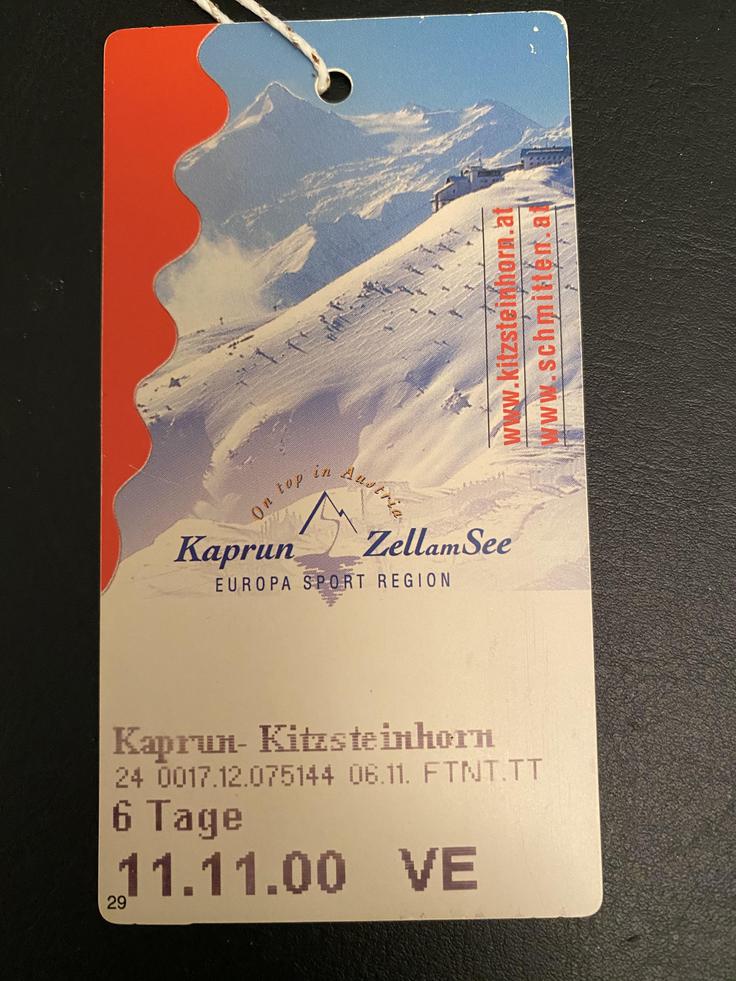 www.kitzsteinhorn.at
www.schmitten.at
On top in Austria
Kaprun ZellamSee
EUROPA SPORT REGION
Kaprun- Kitzsteinhorn
24 0017.12.075144 06.11. FTNT.TT
6 Tage
11.11.00 VE
29